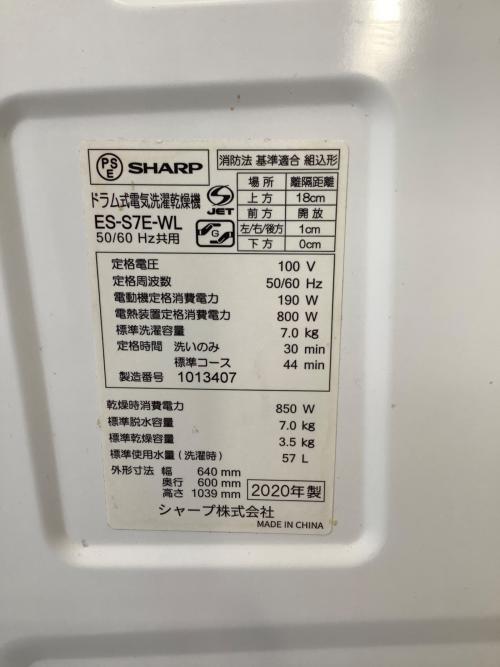 PS E SHARP
ドラム式電気洗濯乾燥機
ES-S7E-WL
50/60 Hz共用
JET
G
消防法 基準適合 組込形
場所 離隔距離
上方 18cm
前方 開放
左/右/後方 1cm
下方 0cm
定格電圧 100 V
定格周波数 50/60 Hz
電動機定格消費電力 190 W
電熱装置定格消費電力 800 W
標準洗濯容量 7.0 kg
定格時間 洗いのみ 30 min
標準コース 44 min
製造番号 1013407
乾燥時消費電力 850 W
標準脱水容量 7.0 kg
標準乾燥容量 3.5 kg
標準使用水量(洗濯時) 57 L
外形寸法 幅 640 mm
奥行 600 mm
高さ 1039 mm
2020年製
シャープ株式会社
MADE IN CHINA